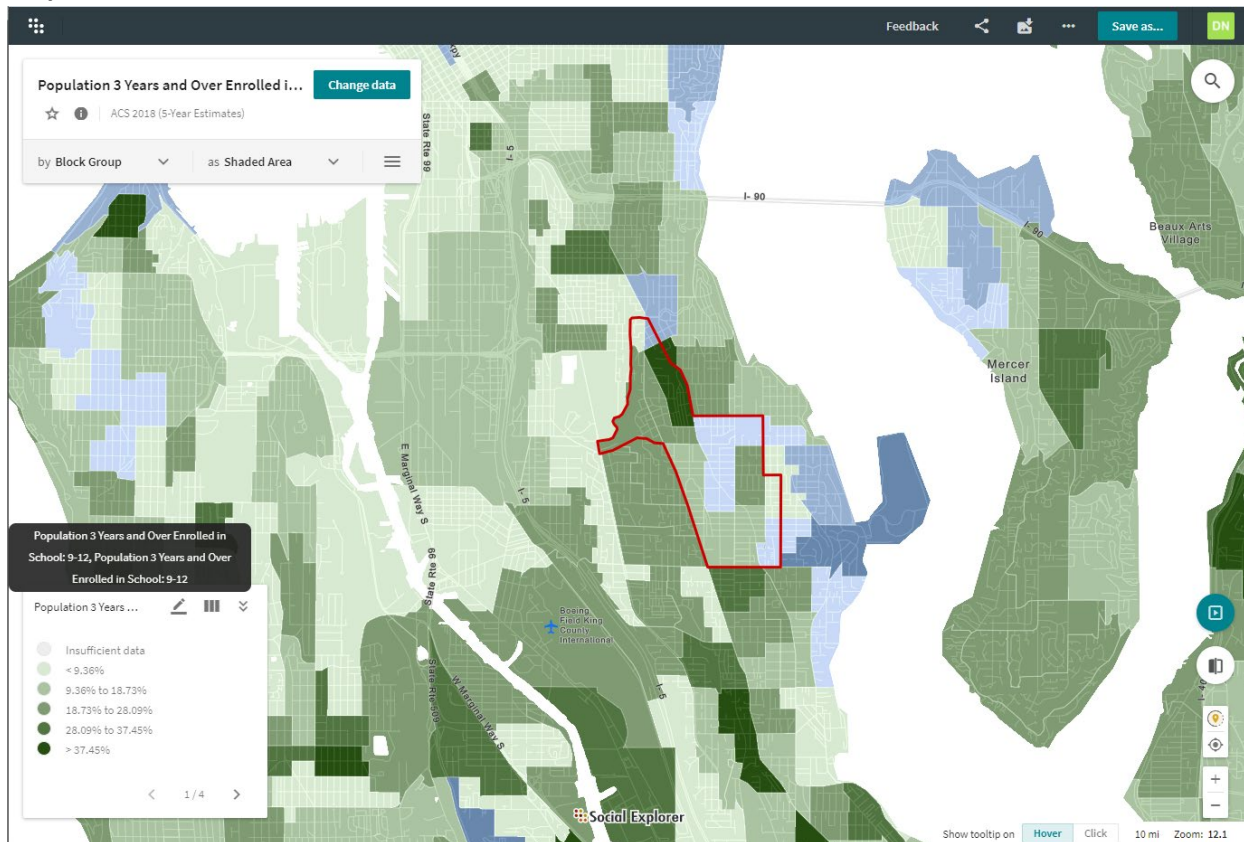 Feedback
Save as...
DN
Population 3 Years and Over Enrolled i...
Change data
ACS 2018 (5-Year Estimates)
by Block Group
as Shaded Area
State Rte 99
I- 5
I- 90
I- 90
Beaux Arts
Village
Mercer
Island
E Marginal Way S
I- 5
Population 3 Years and Over Enrolled in
School: 9-12, Population 3 Years and Over
Enrolled in School: 9-12
State Rte 99
Boeing
Field King
County
International
Population 3 Years ...
Insufficient data
< 9.36%
9.36% to 18.73%
18.73% to 28.09%
28.09% to 37.45%
> 37.45%
1 / 4
State Rte 509
W Marginal Way S
I- 5
I- 40
Social Explorer
Show tooltip on
Hover
Click
10 mi
Zoom: 12.1